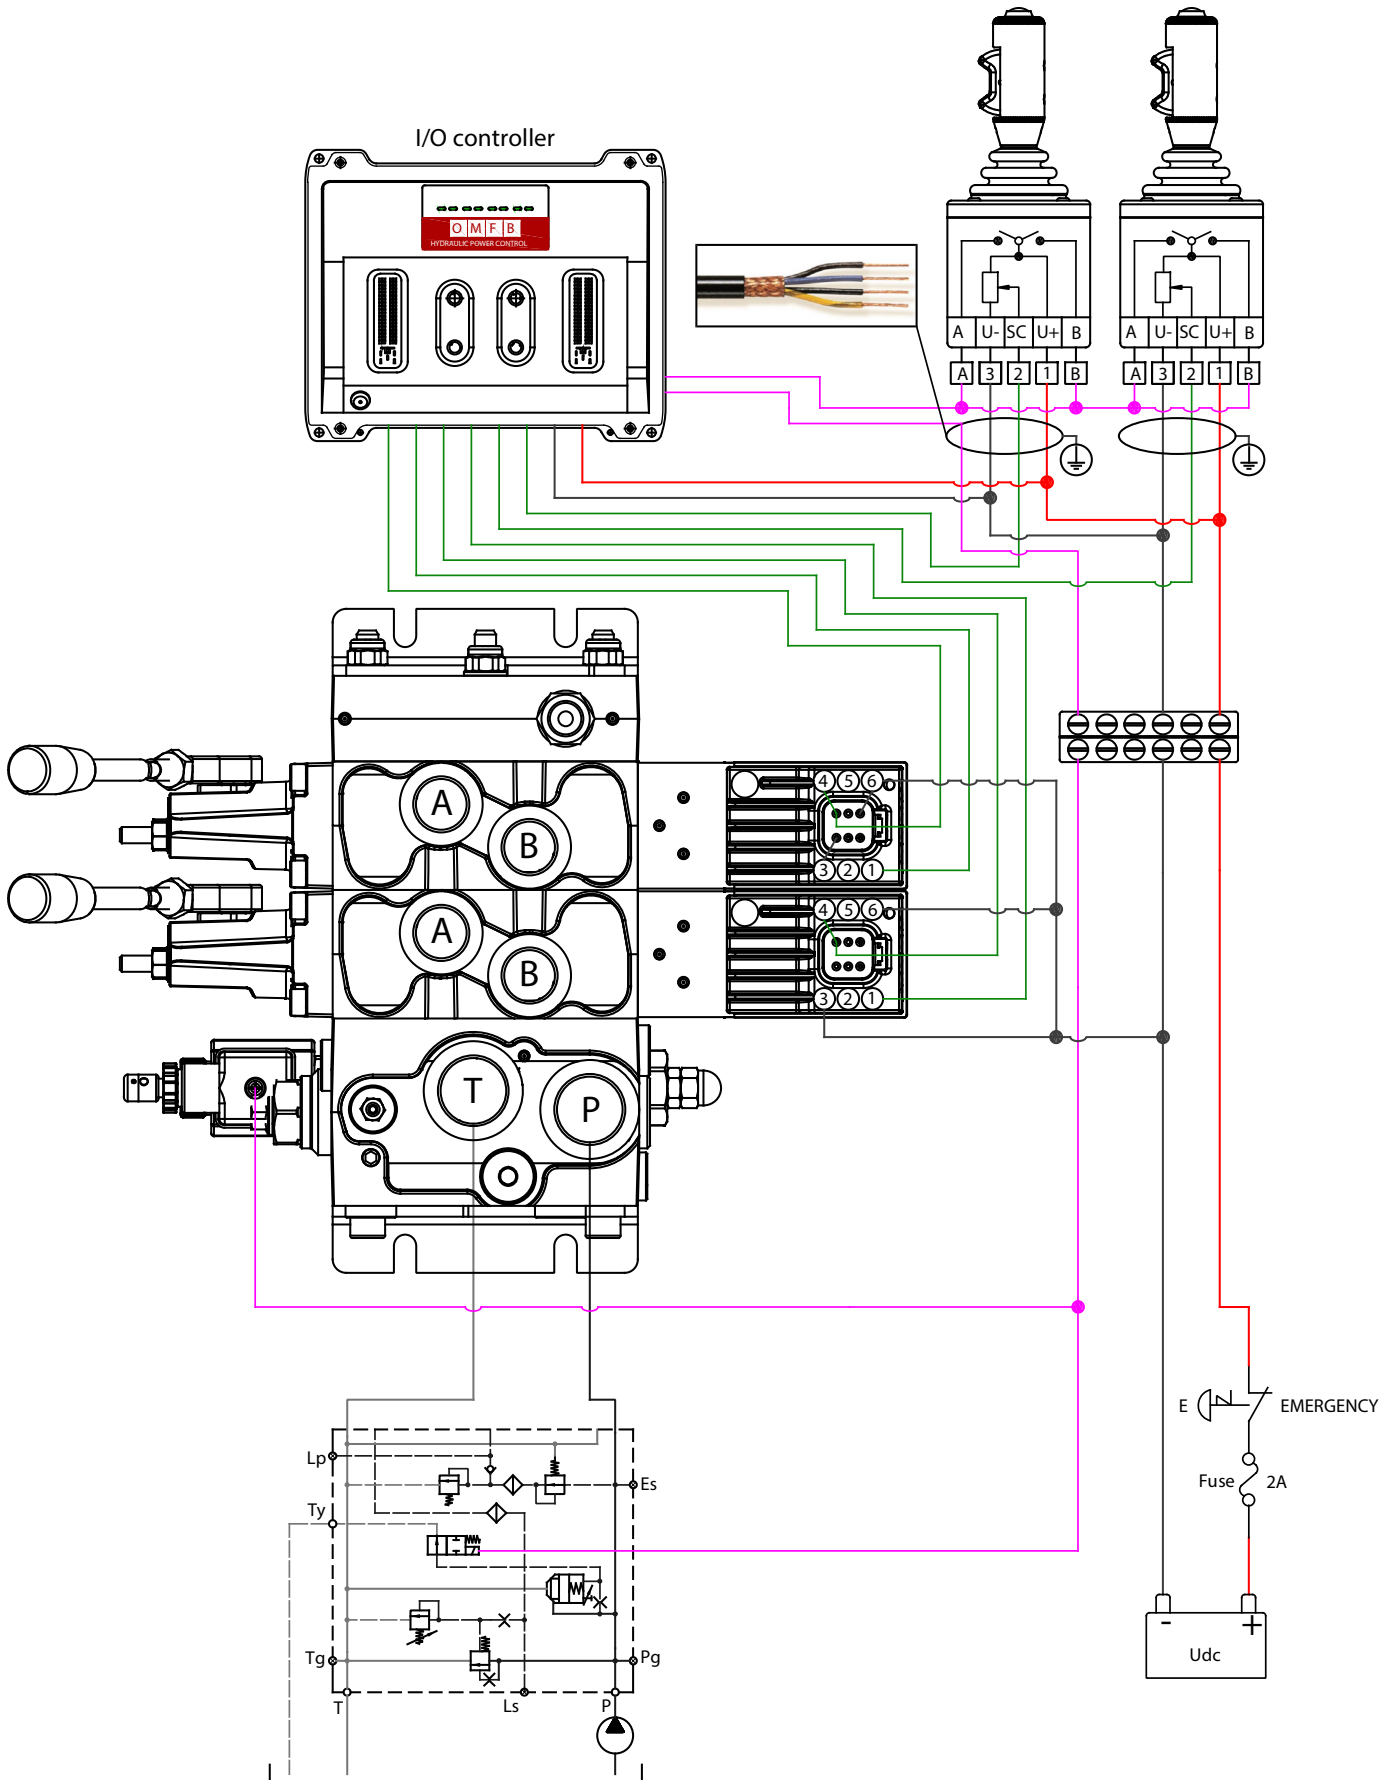 I/O controller
O M F B
HYDRAULIC POWER CONTROL
A U- SC U+ B
A 3 2 1 B
A U- SC U+ B
A 3 2 1 B
A
B
4 5 6
3 2 1
A
B
4 5 6
3 2 1
T
P
E
EMERGENCY
Fuse 2A
Lp
Es
Ty
Tg
Pg
T
Ls
P
- +
Udc